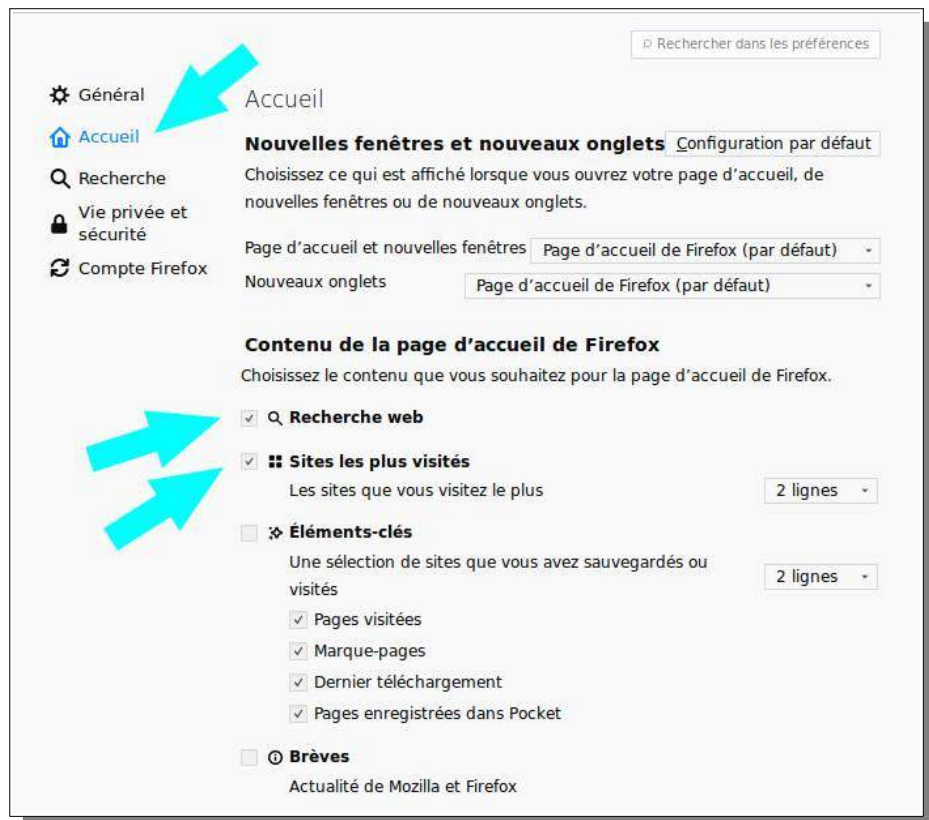 Rechercher dans les préférences
Général
Accueil
Recherche
Vie privée et
sécurité
Compte Firefox
Accueil
Nouvelles fenêtres et nouveaux onglets
Configuration par défaut
Choisissez ce qui est affiché lorsque vous ouvrez votre page d’accueil, de
nouvelles fenêtres ou de nouveaux onglets.
Page d’accueil et nouvelles fenêtres
Page d’accueil de Firefox (par défaut)
Nouveaux onglets
Page d’accueil de Firefox (par défaut)
Contenu de la page d’accueil de Firefox
Choisissez le contenu que vous souhaitez pour la page d’accueil de Firefox.
Recherche web
Sites les plus visités
Les sites que vous visitez le plus
2 lignes
Éléments-clés
Une sélection de sites que vous avez sauvegardés ou
visités
2 lignes
Pages visitées
Marque-pages
Dernier téléchargement
Pages enregistrées dans Pocket
Brèves
Actualité de Mozilla et Firefox